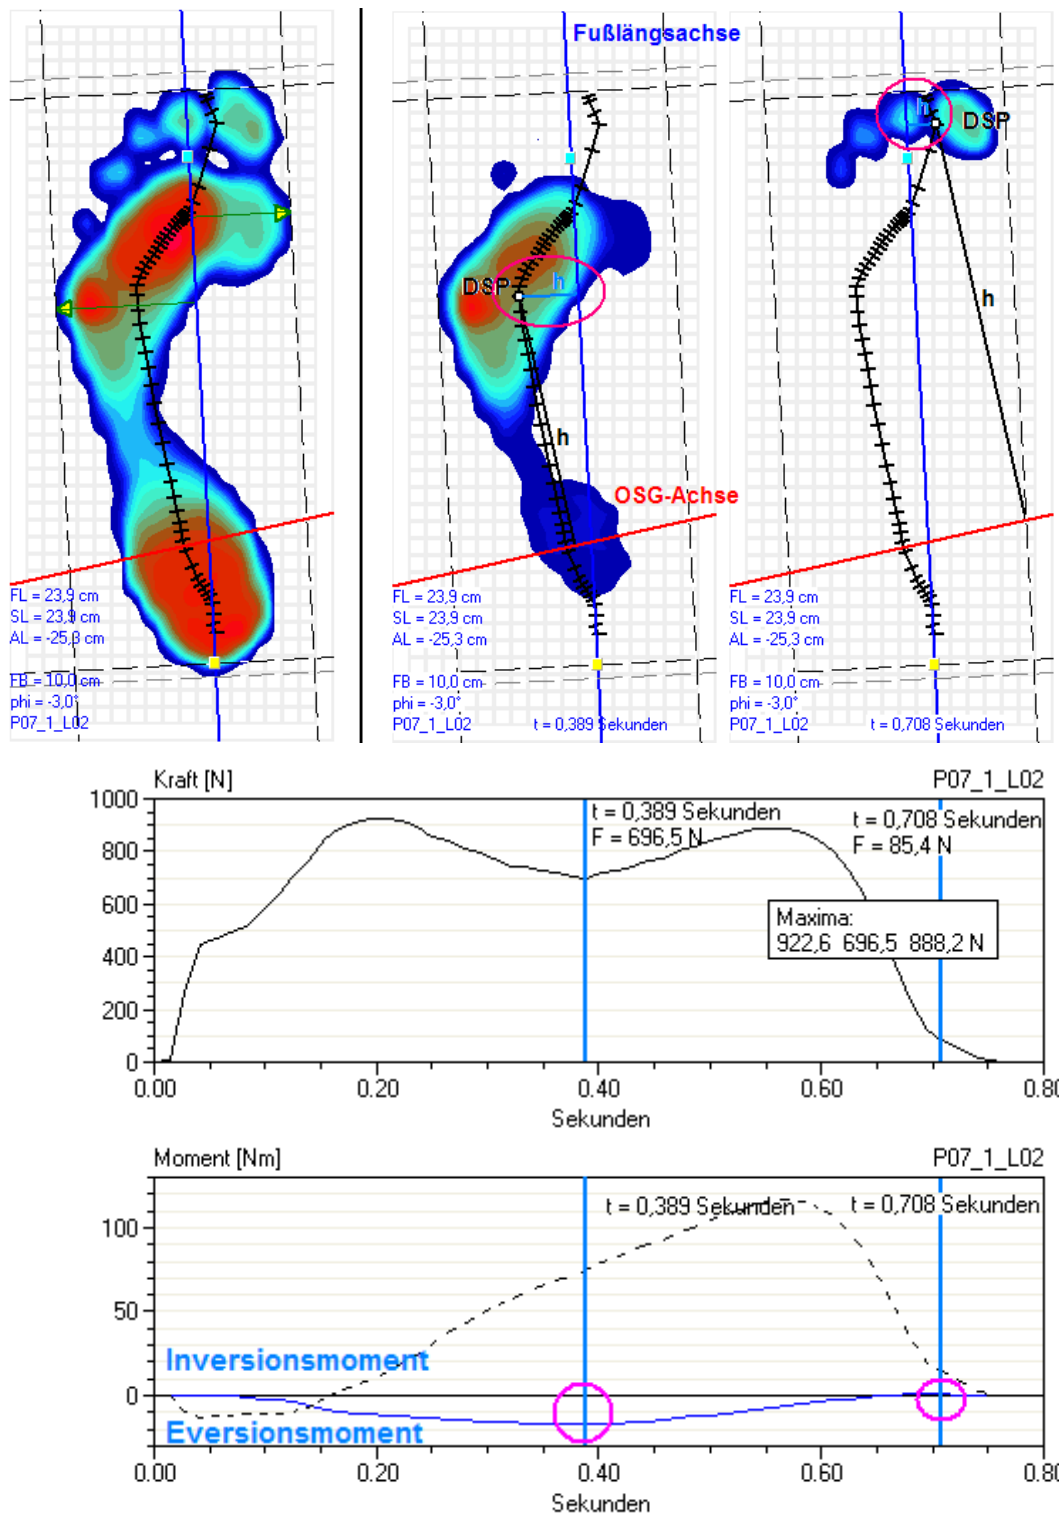 Fußlängsachse
DSP
h
h
OSG-Achse
h
DSP
h
FL = 23,9 cm
SL = 23,9 cm
AL = -25,3 cm
FB = 10,0 cm
phi = -3,0°
P07_1_L02
FL = 23,9 cm
SL = 23,9 cm
AL = -25,3 cm
FB = 10,0 cm
phi = -3,0°
P07_1_L02 t = 0,389 Sekunden
FL = 23,9 cm
SL = 23,9 cm
AL = -25,3 cm
FB = 10,0 cm
phi = -3,0°
P07_1_L02 t = 0,708 Sekunden
Kraft [N] P07_1_L02
1000
800
600
400
200
0
t = 0,389 Sekunden
F = 696,5 N
t = 0,708 Sekunden
F = 85,4 N
Maxima:
922,6 696,5 888,2 N
0.00 0.20 0.40 0.60 0.80
Sekunden
Moment [Nm] P07_1_L02
100
50
0
t = 0,389 Sekunden t = 0,708 Sekunden
Inversionsmoment
Eversionsmoment
0.00 0.20 0.40 0.60 0.80
Sekunden